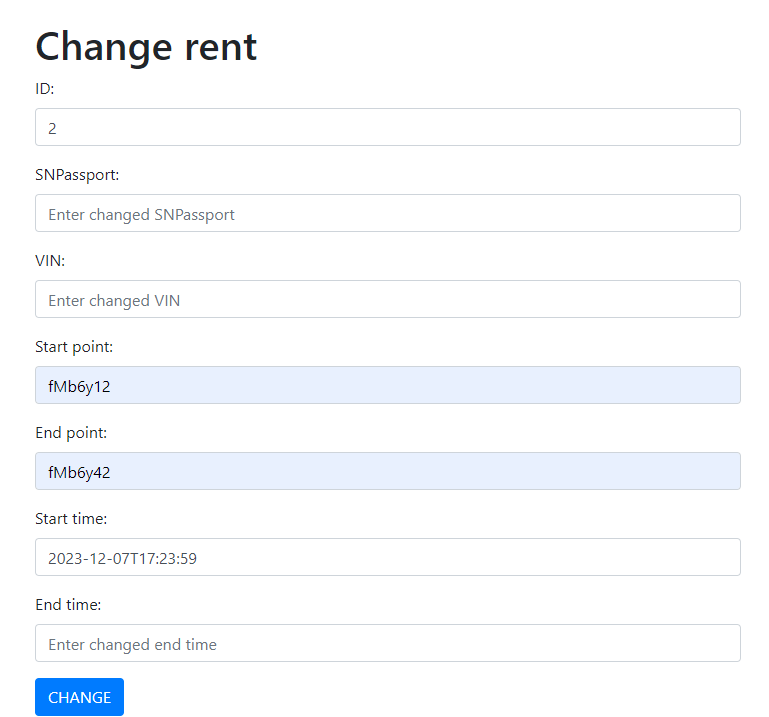 Change rent
ID:
2
SNPassport:
Enter changed SNPassport
VIN:
Enter changed VIN
Start point:
fMb6y12
End point:
fMb6y42
Start time:
2023-12-07T17:23:59
End time:
Enter changed end time
CHANGE